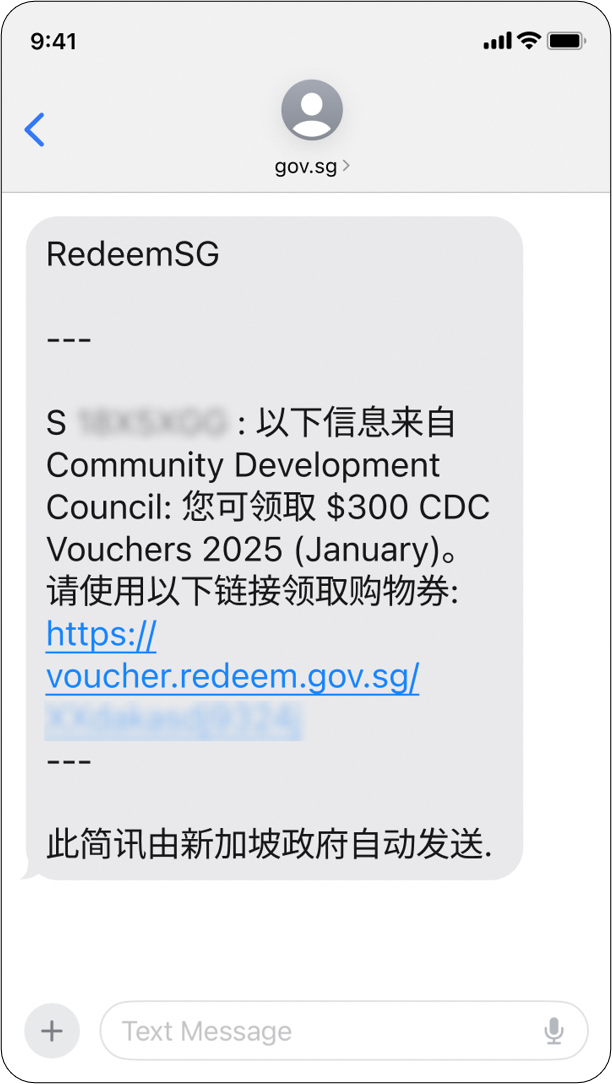 9:41
gov.sg
RedeemSG
---
S : 以下信息来自
Community Development
Council: 您可领取 $300 CDC
Vouchers 2025 (January)。
请使用以下链接领取购物券:
https://
voucher.redeem.gov.sg/
---
此简讯由新加坡政府自动发送.
Text Message